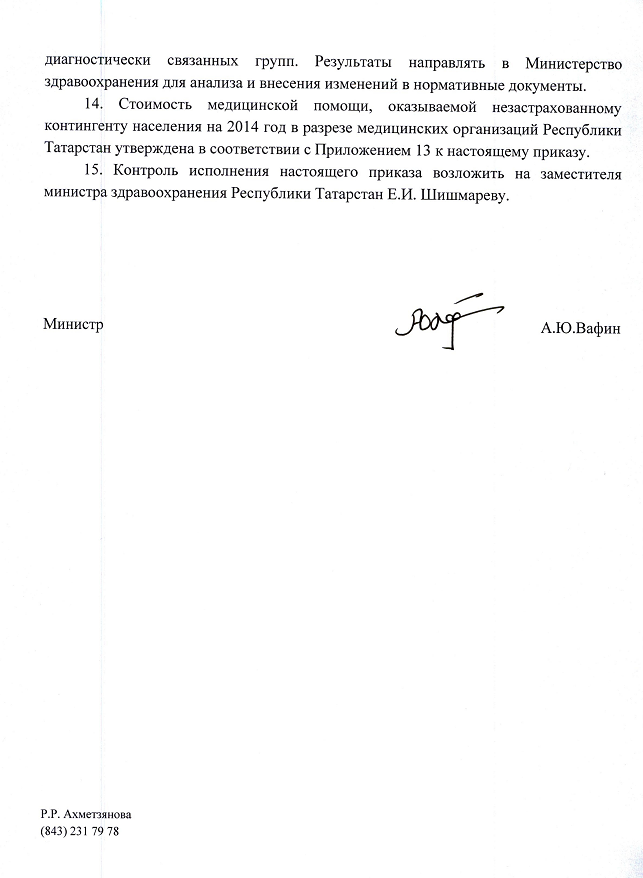 диагностически связанных групп. Результаты направлять в Министерство
здравоохранения для анализа и внесения изменений в нормативные документы.
14. Стоимость медицинской помощи, оказываемой незастрахованному
контингенту населения на 2014 год в разрезе медицинских организаций Республики
Татарстан утверждена в соответствии с Приложением 13 к настоящему приказу.
15. Контроль исполнения настоящего приказа возложить на заместителя
министра здравоохранения Республики Татарстан Е.И. Шишмареву.
Министр
А.Ю.Вафин
Р.Р. Ахметзянова
(843) 231 79 78